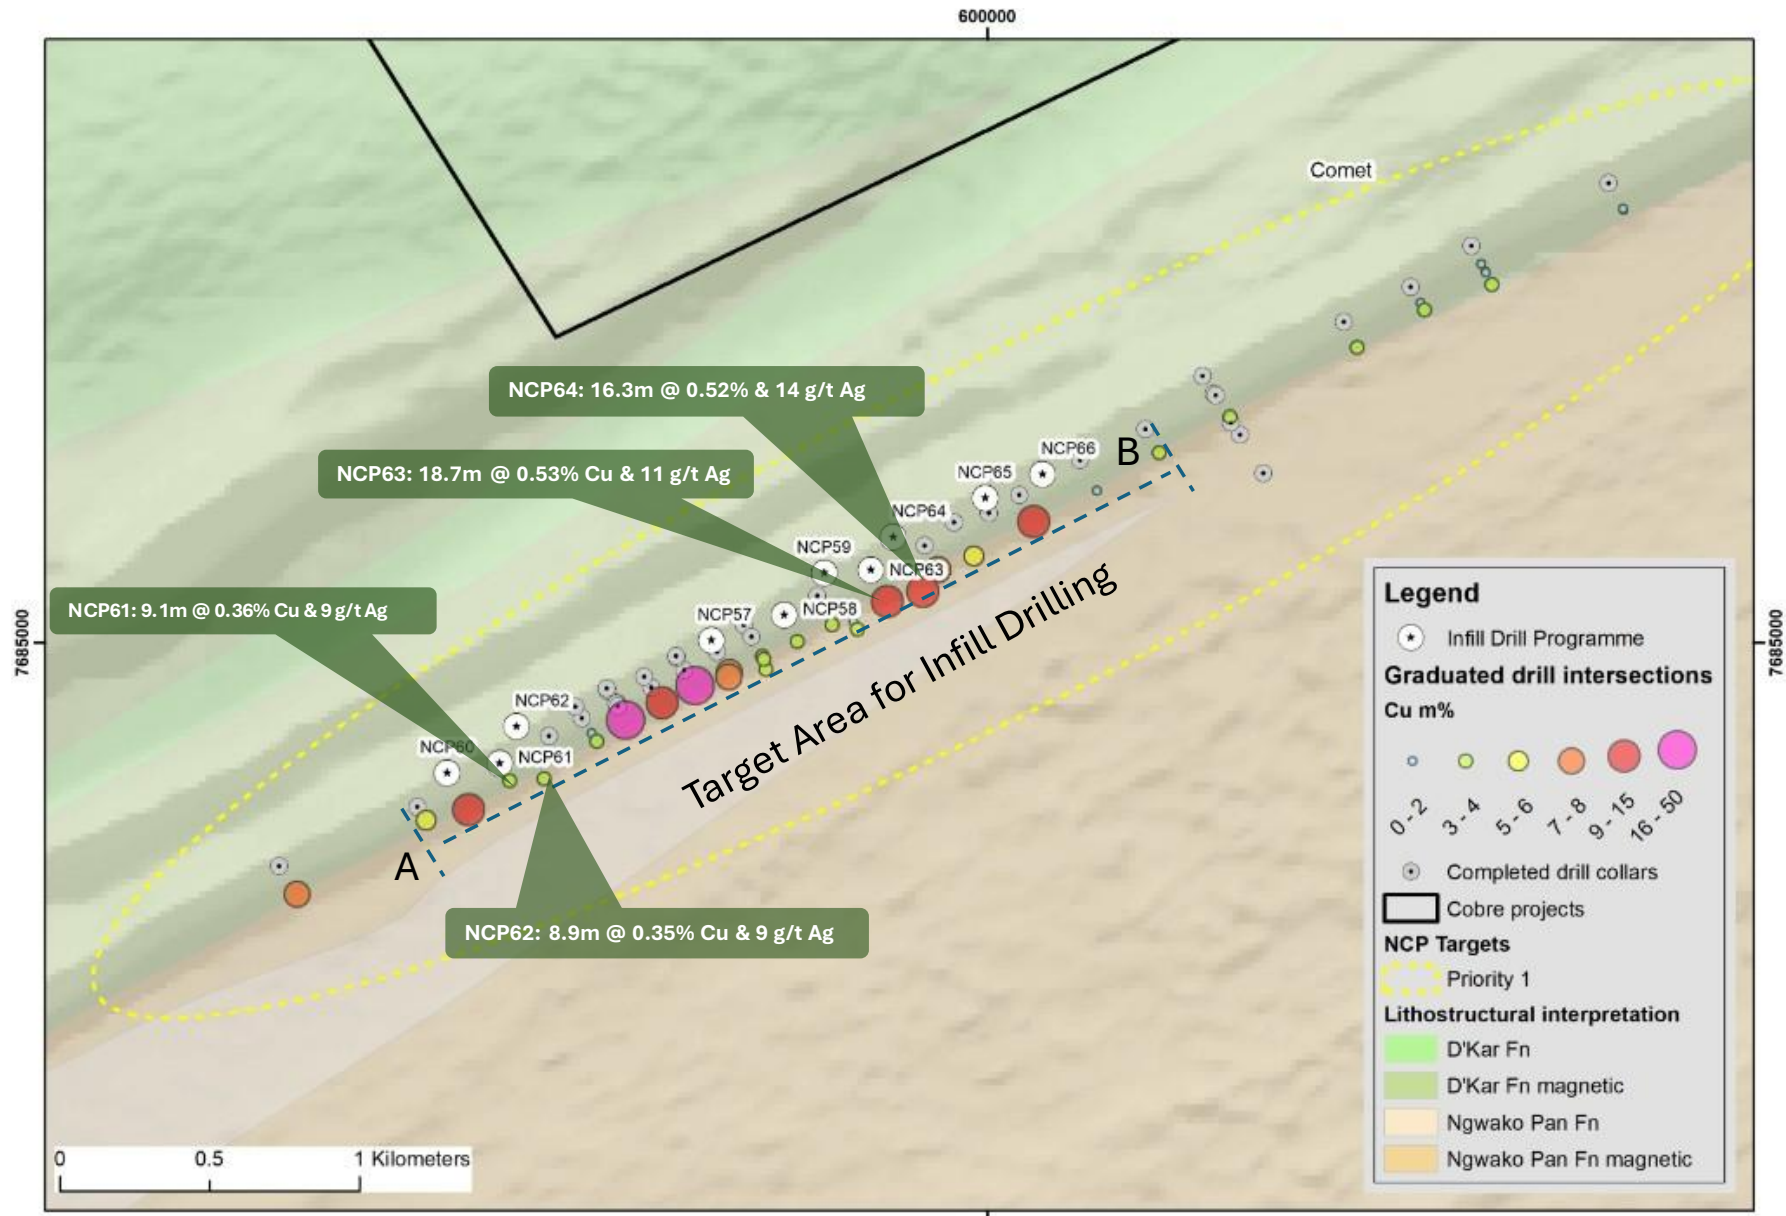 600000
Comet
NCP64: 16.3m @ 0.52% & 14 g/t Ag
NCP66
B
NCP63: 18.7m @ 0.53% Cu & 11 g/t Ag
NCP65
NCP64
NCP59
NCP63
NCP61: 9.1m @ 0.36% Cu & 9 g/t Ag
NCP57
NCP58
7685000
7685000
Target Area for Infill Drilling
NCP62
NCP60
NCP61
A
NCP62: 8.9m @ 0.35% Cu & 9 g/t Ag
Legend
Infill Drill Programme
Graduated drill intersections
Cu m%
0 - 2
3 - 4
5 - 6
7 - 8
9 - 15
16 - 50
Completed drill collars
Cobre projects
NCP Targets
Priority 1
Lithostructural interpretation
D'Kar Fn
D'Kar Fn magnetic
Ngwako Pan Fn
Ngwako Pan Fn magnetic
0 0.5 1 Kilometers